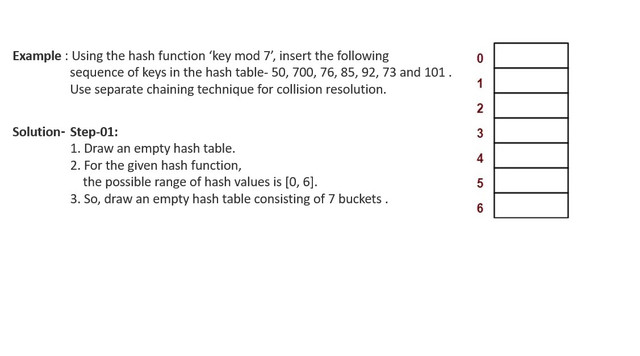 Example : Using the hash function ‘key mod 7’, insert the following
sequence of keys in the hash table- 50, 700, 76, 85, 92, 73 and 101 .
Use separate chaining technique for collision resolution.
Solution- Step-01:
1. Draw an empty hash table.
2. For the given hash function,
the possible range of hash values is [0, 6].
3. So, draw an empty hash table consisting of 7 buckets .
0
1
2
3
4
5
6